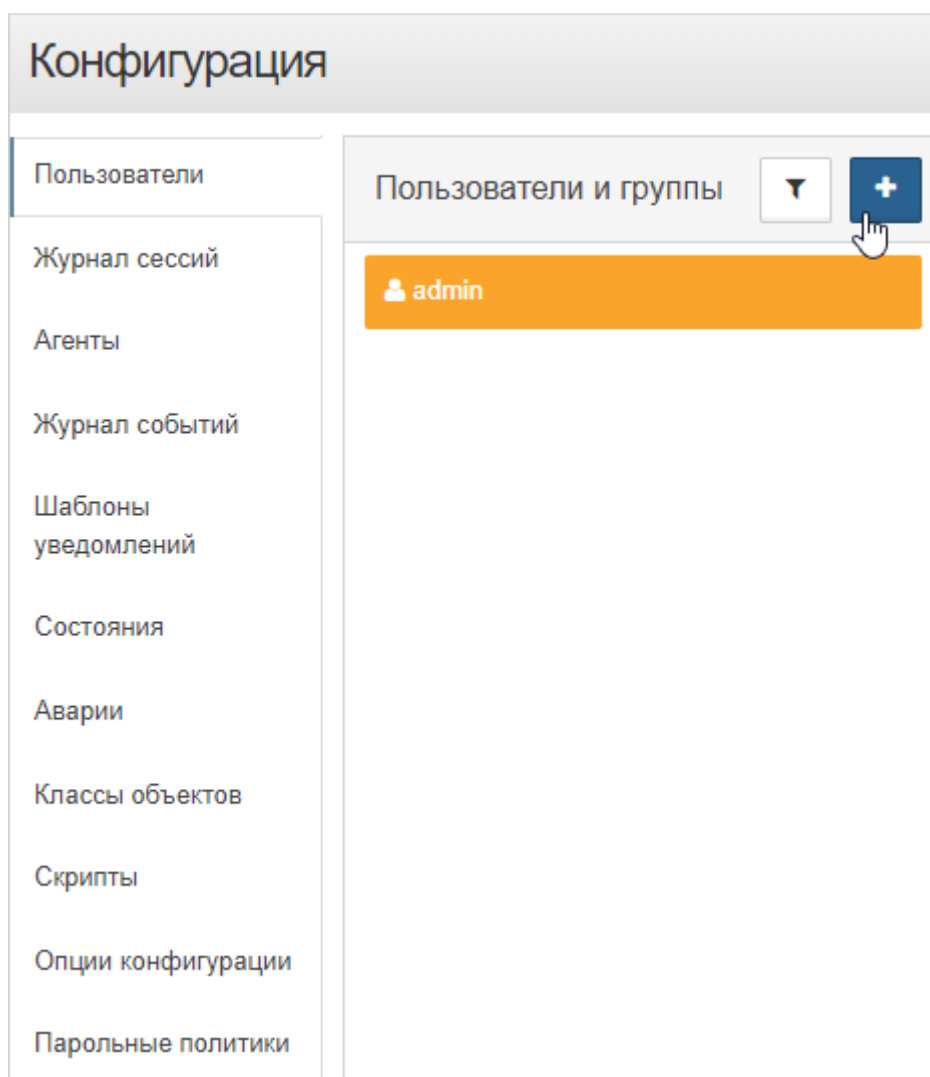 Конфигурация
Пользователи
Журнал сессий
Агенты
Журнал событий
Шаблоны
уведомлений
Состояния
Аварии
Классы объектов
Скрипты
Опции конфигурации
Парольные политики
Пользователи и группы
admin